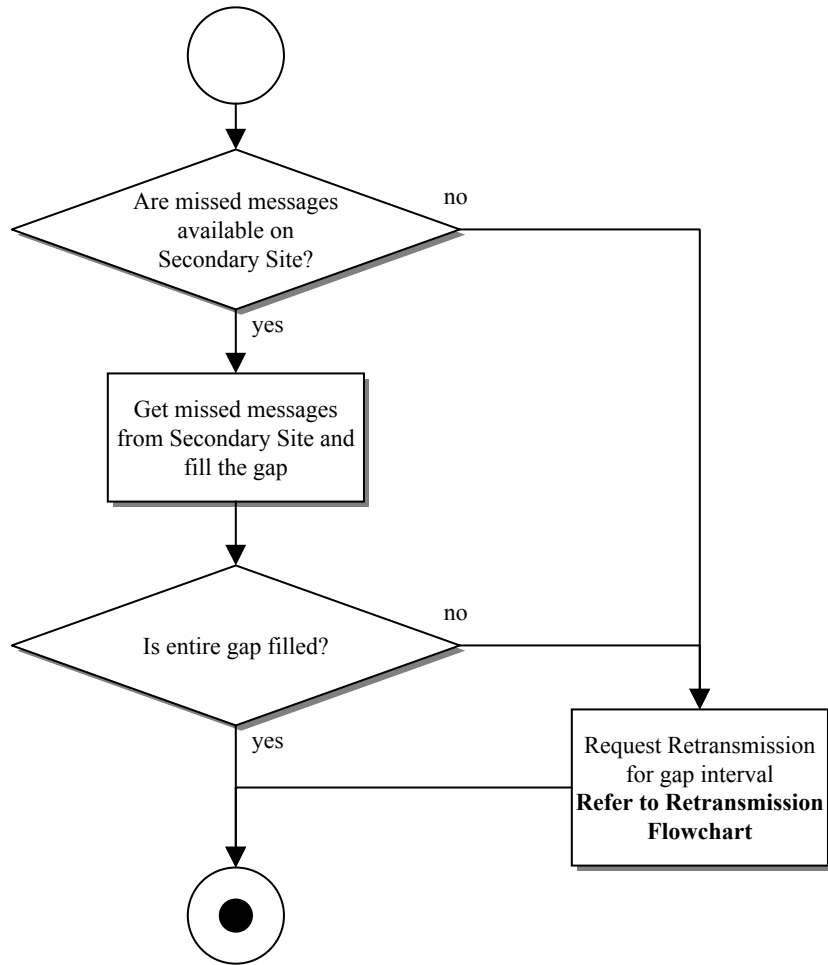 Are missed messages
available on
Secondary Site?
no
yes
Get missed messages
from Secondary Site and
fill the gap
Is entire gap filled?
no
yes
Request Retransmission
for gap interval
Refer to Retransmission
Flowchart